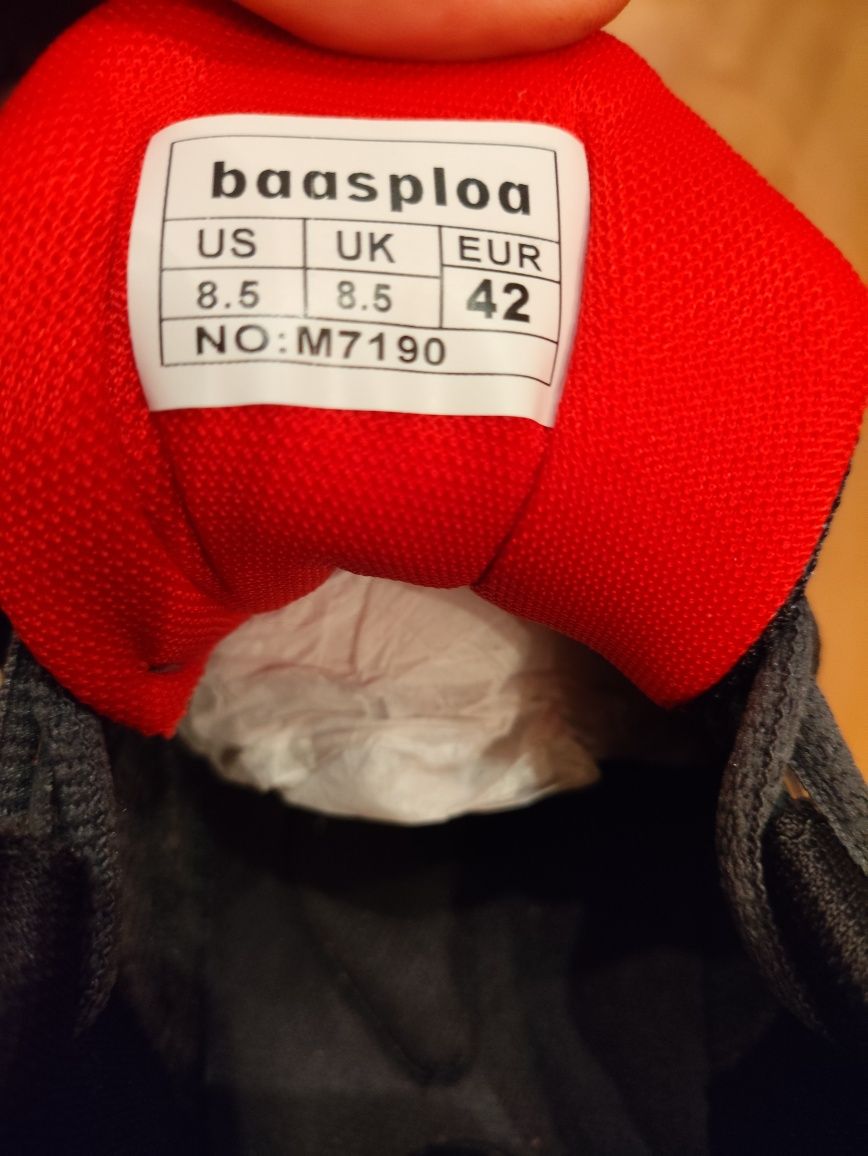 baasploa
US UK EUR
8.5 8.5 42
NO:M7190